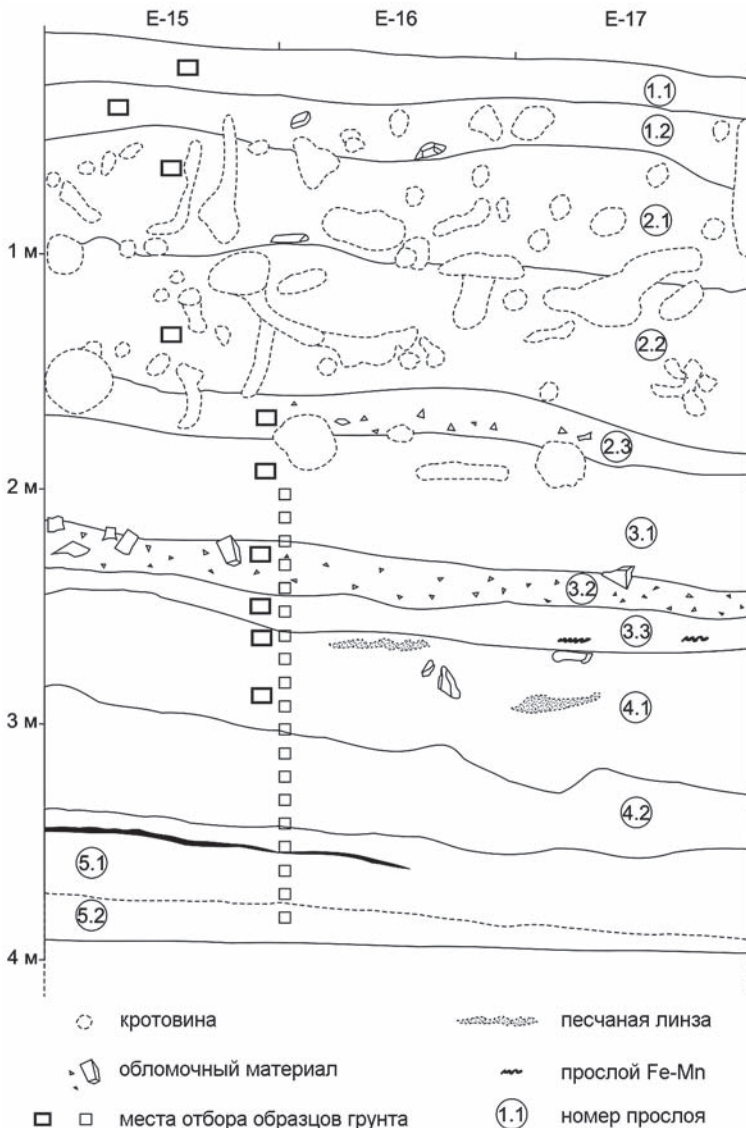 Е-15 Е-16 Е-17
1.1
1.2
2.1
1 м
2.2
2.3
2 м
3.1
3.2
3.3
4.1
3 м
4.2
5.1
5.2
4 м
кротовина песчаная линза
обломочный материал прослой Fe-Mn
места отбора образцов грунта 1.1 номер прослоя